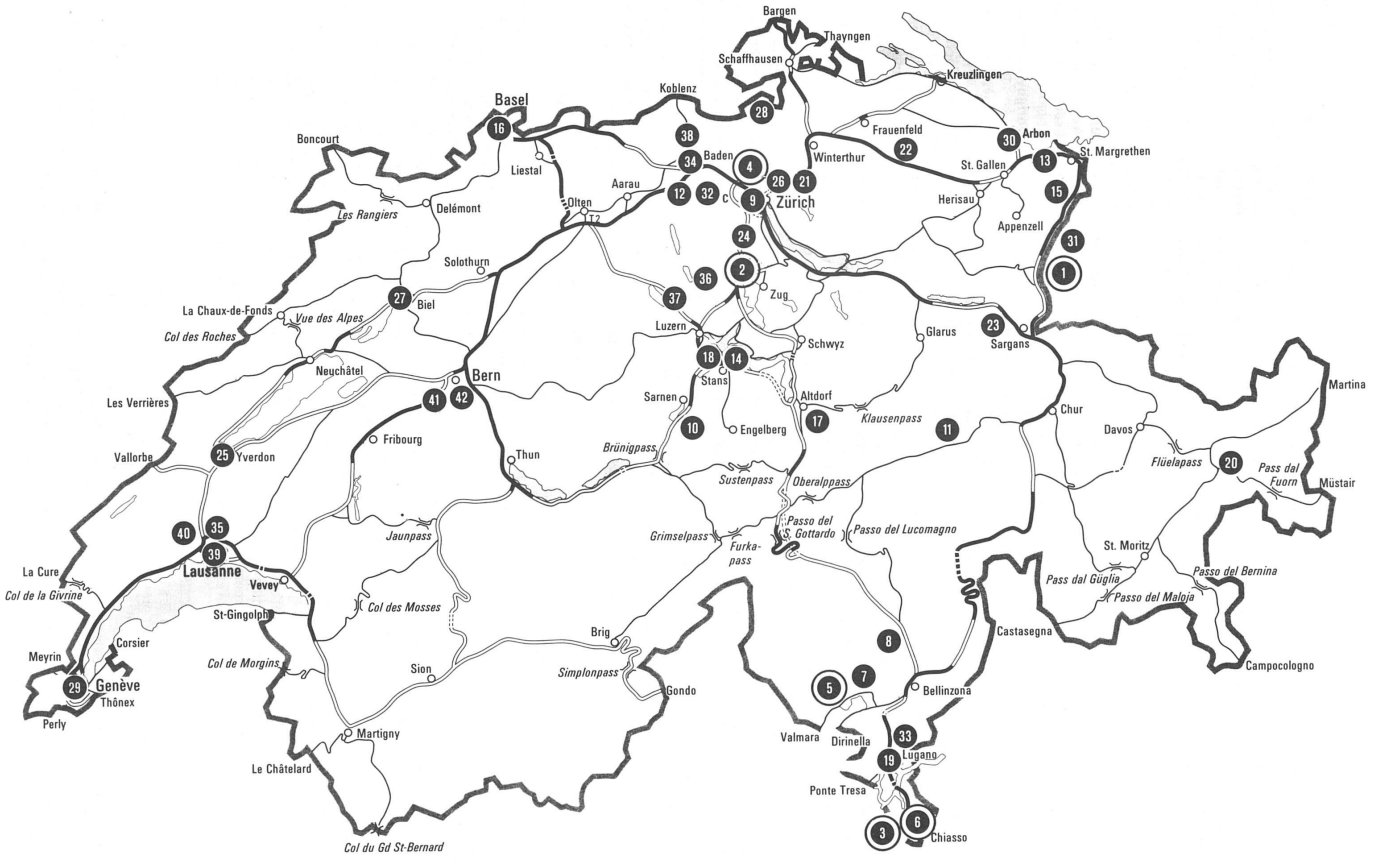 Bargen
Thayngen
Schaffhausen
Kreuzlingen
Koblenz
28
Basel
16
38
Frauenfeld
22
30
Arbon
Boncourt
Liestal
34
Baden
4
Winterthur
13
St. Margrethen
St. Gallen
26
21
15
12
32
C
9
Zürich
Herisau
Aarau
Olten
T2
Les Rangiers
Delémont
Appenzell
24
31
1
Solothurn
36
2
Zug
27
Biel
37
La Chaux-de-Fonds
Vue des Alpes
Col des Roches
Luzern
Schwyz
Glarus
23
Sargans
Neuchâtel
18
14
Stans
Bern
41
42
Les Verrières
Sarnen
Altdorf
17
Klausenpass
Martina
Chur
10
Engelberg
11
Davos
Fribourg
Brünigpass
25
Yverdon
Vallorbe
Thun
Flüelapass
20
Pass dal
Fuorn
Müstair
Sustenpass
Oberalppass
Jaunpass
Grimselpass
Furka-
pass
Passo del
S. Gottardo
Passo del Lucomagno
40
35
39
Lausanne
La Cure
Col de la Givrine
Vevey
St. Moritz
Pass dal Güglia
Passo del Bernina
Passo del Maloja
Col des Mosses
St-Gingolph
Castasegna
Corsier
Brig
8
Meyrin
Col de Morgins
Sion
Simplonpass
Campocologno
29
Genève
Thônex
Perly
Gondo
5
7
Bellinzona
Valmara
Dirinella
33
Martigny
19
Lugano
Le Châtelard
Ponte Tresa
3
6
Chiasso
Col du Gd St-Bernard